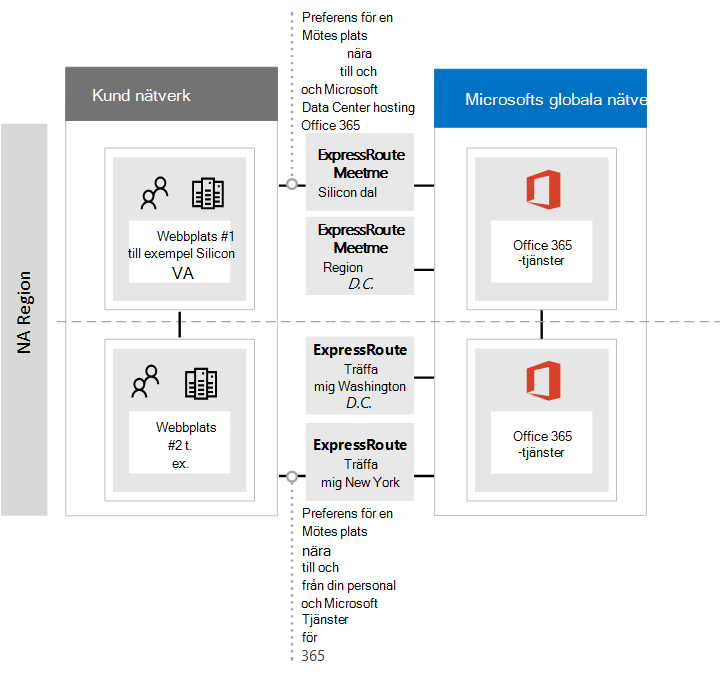 Preferens för en
Mötes plats
nära
till och
och Microsoft
Data Center hosting
Office 365
Kund nätverk
Microsofts globala nätve
NA Region
Webbplats #1
till exempel Silicon
VA
ExpressRoute
Meetme
Silicon dal
ExpressRoute
Meetme
Region
D.C.
Office 365
-tjänster
Webbplats
#2 t.
ex.
ExpressRoute
Träffa
mig Washington
D.C.
ExpressRoute
Träffa
mig New York
Office 365
-tjänster
Preferens för en
Mötes plats
nära
till och
från din personal
och Microsoft
Tjänster
för
365